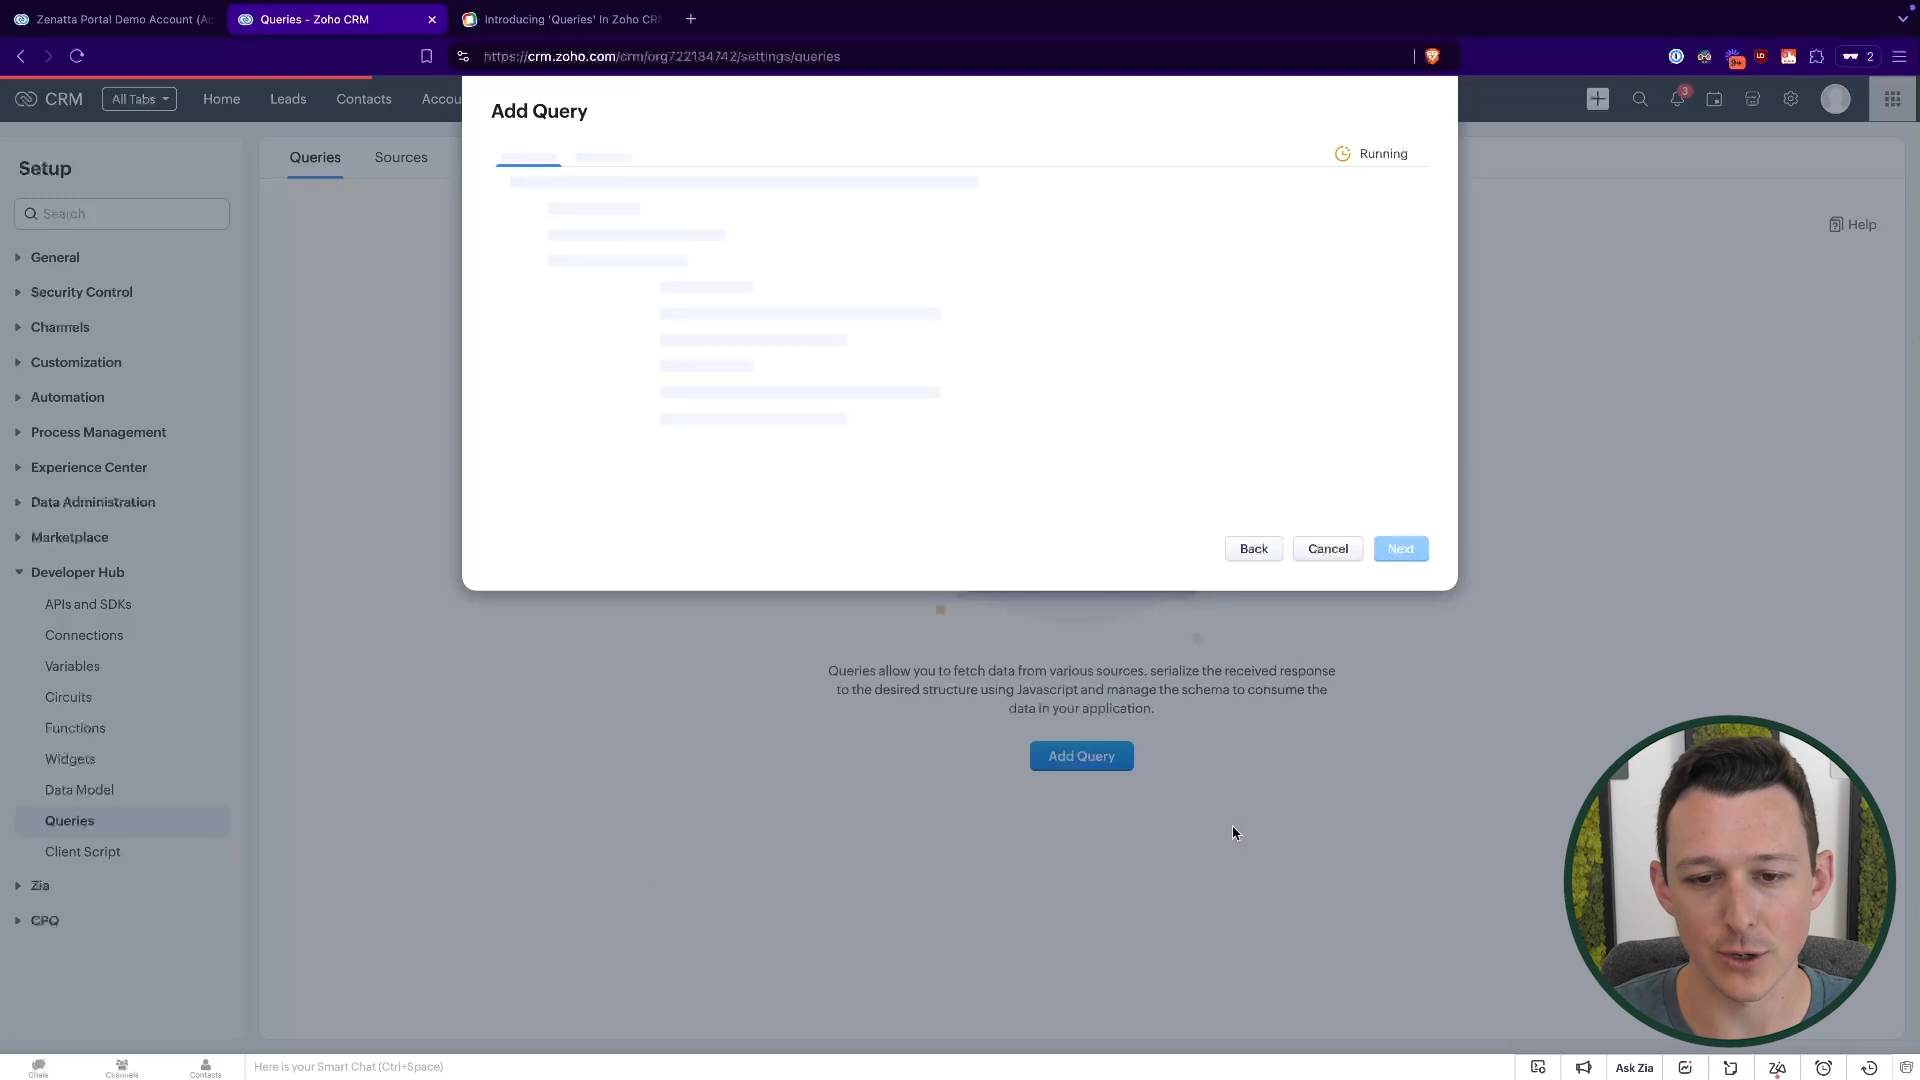 Zenatta Portal Demo Account (Ac
Queries - Zoho CRM
Introducing 'Queries' In Zoho CR
https://crm.zoho.com/crm/org722134742/settings/queries
9+
2
CRM
All Tabs
Home
Leads
Contacts
Accou
3
Add Query
Running
Back
Cancel
Next
Setup
Search
General
Security Control
Channels
Customization
Automation
Process Management
Experience Center
Data Administration
Marketplace
Developer Hub
APIs and SDKs
Connections
Variables
Circuits
Functions
Widgets
Data Model
Queries
Client Script
Zia
CPQ
Queries
Sources
Help
Queries allow you to fetch data from various sources. serialize the received response
to the desired structure using Javascript and manage the schema to consume the
data in your application.
Add Query
Chats
Channels
Contacts
Here is your Smart Chat (Ctrl+Space)
Ask Zia